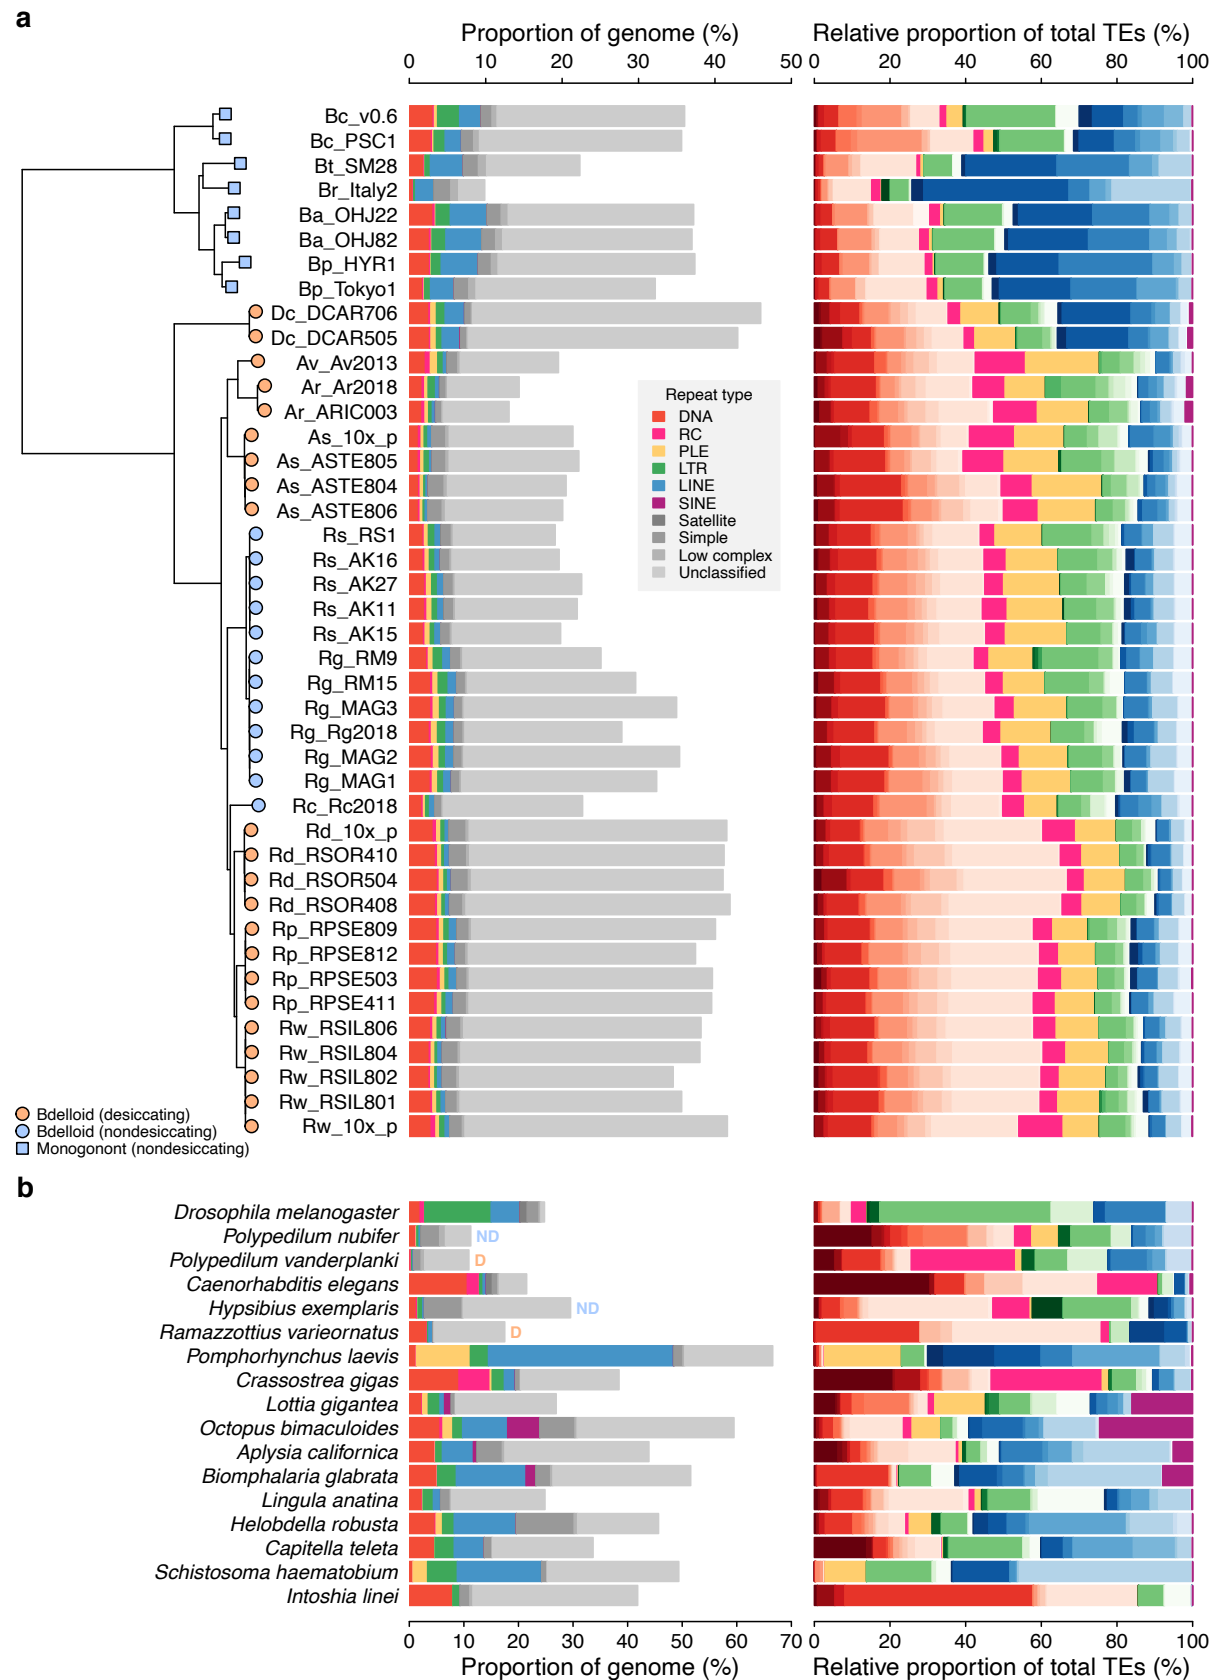 a
Proportion of genome (%)
Relative proportion of total TEs (%)
0 10 20 30 40 50
0 20 40 60 80 100
Bc_v0.6
Bc_PSC1
Bt_SM28
Br_Italy2
Ba_OHJ22
Ba_OHJ82
Bp_HYR1
Bp_Tokyo1
Dc_DCAR706
Dc_DCAR505
Av_Av2013
Ar_Ar2018
Ar_ARIC003
As_10x_p
As_ASTE805
As_ASTE804
As_ASTE806
Rs_RS1
Rs_AK16
Rs_AK27
Rs_AK11
Rs_AK15
Rg_RM9
Rg_RM15
Rg_MAG3
Rg_Rg2018
Rg_MAG2
Rg_MAG1
Rc_Rc2018
Rd_10x_p
Rd_RSOR410
Rd_RSOR504
Rd_RSOR408
Rp_RPSE809
Rp_RPSE812
Rp_RPSE503
Rp_RPSE411
Rw_RSIL806
Rw_RSIL804
Rw_RSIL802
Rw_RSIL801
Rw_10x_p
Repeat type
DNA
RC
PLE
LTR
LINE
SINE
Satellite
Simple
Low complex
Unclassified
Bdelloid (desiccating)
Bdelloid (nondesiccating)
Monogonont (nondesiccating)
b
Drosophila melanogaster
Polypedilum nubifer ND
Polypedilum vanderplanki D
Caenorhabditis elegans
Hypsibius exemplaris ND
Ramazzottius varieornatus D
Pomphorhynchus laevis
Crassostrea gigas
Lottia gigantea
Octopus bimaculoides
Aplysia californica
Biomphalaria glabrata
Lingula anatina
Helobdella robusta
Capitella teleta
Schistosoma haematobium
Intoshia linei
0 10 20 30 40 50 60 70
0 20 40 60 80 100
Proportion of genome (%)
Relative proportion of total TEs (%)